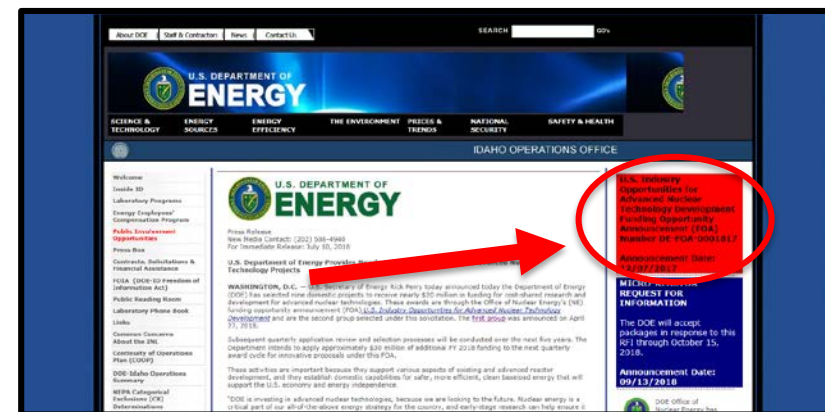 About DOE Staff & Contractors News Contact Us
SEARCH GO>
U.S. DEPARTMENT OF
ENERGY
SCIENCE & TECHNOLOGY ENERGY SOURCES ENERGY EFFICIENCY THE ENVIRONMENT PRICES & TRENDS NATIONAL SECURITY SAFETY & HEALTH
IDAHO OPERATIONS OFFICE
Welcome
Inside ID
Laboratory Programs
Energy Employees'
Compensation Program
Public Involvement
Opportunities
Press Box
Contracts, Solicitations &
Financial Assistance
FOIA (DOE-ID Freedom of
Information Act)
Public Reading Room
Laboratory Phone Book
Links
Common Concerns
About the INL
Continuity of Operations
Plan (COOP)
DOE-Idaho Operations
Summary
NEPA Categorical
Exclusions (CX)
Determinations
U.S. DEPARTMENT OF
ENERGY
Press Release
New Media Contact: (202) 586-4940
For Immediate Release: July 10, 2018
U.S. Department of Energy Provides
Technology Projects
WASHINGTON, D.C. — U.S. Secretary of Energy Rick Perry today announced today the Department of Energy
(DOE) has selected nine domestic projects to receive nearly $20 million in funding for cost-shared research and
development for advanced nuclear technologies. These awards are through the Office of Nuclear Energy's (NE)
funding opportunity announcement (FOA) U.S. Industry Opportunities for Advanced Nuclear Technology
Development and are the second group selected under this solicitation. The first group was announced on April
27, 2018.
Subsequent quarterly application review and selection processes will be conducted over the next five years. The
Department intends to apply approximately $20 million of additional FY 2018 funding to the next quarterly
award cycle for innovative proposals under this FOA.
These activities are important because they support various aspects of existing and advanced reactor
development, and they establish domestic capabilities for safer, more efficient, clean baseload energy that will
support the U.S. economy and energy independence.
"DOE is investing in advanced nuclear technologies, because we are looking to the future. Nuclear energy is a
critical part of our all-of-the-above energy strategy for the country, and early-stage research can help ensure it
U.S. Industry
Opportunities for
Advanced Nuclear
Technology Development
Funding Opportunity
Announcement (FOA)
Number DE-FOA-0001817
Announcement Date:
12/07/2017
REQUEST FOR
INFORMATION
The DOE will accept
packages in response to this
RFI through October 15,
2018.
Announcement Date:
09/13/2018
DOE Office of
Nuclear Energy has